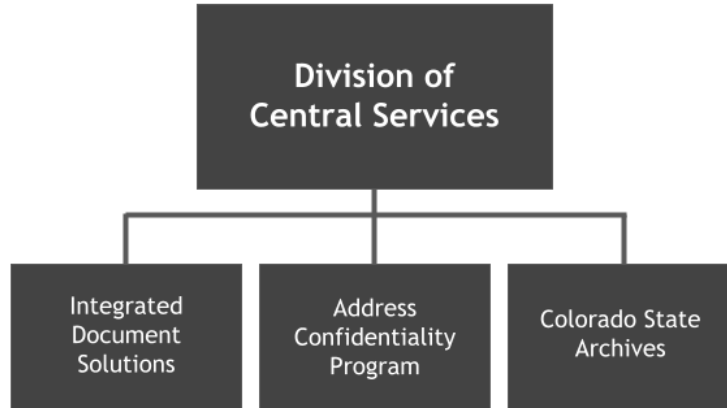 Division of
Central Services
Integrated
Document
Solutions
Address
Confidentiality
Program
Colorado State
Archives